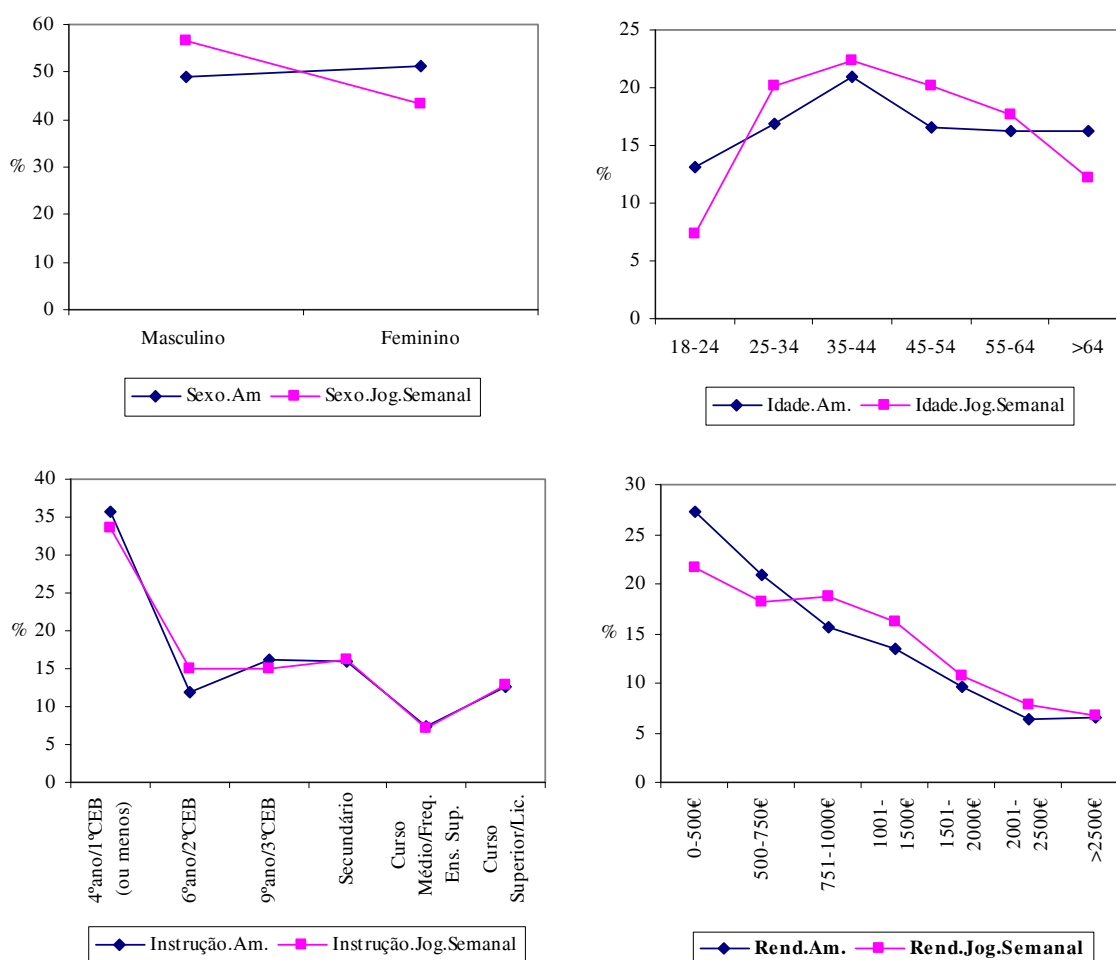 60
50
40
30
20
10
0
%
Masculino Feminino
Sexo.Am Sexo.Jog.Semanal
25
20
15
10
5
0
%
18-24 25-34 35-44 45-54 55-64 >64
Idade.Am. Idade.Jog.Semanal
40
35
30
25
20
15
10
5
0
%
4ºano/1ºCEB
(ou menos)
6ºano/2ºCEB
9ºano/3ºCEB
Secundário
Curso
Médio/Freq.
Ens. Sup.
Curso
Superior/Lic.
Instrução.Am. Instrução.Jog.Semanal
30
25
20
15
10
5
0
%
0-500€
500-750€
751-1000€
1001-
1500€
1501-
2000€
2001-
2500€
>2500€
Rend.Am. Rend.Jog.Semanal